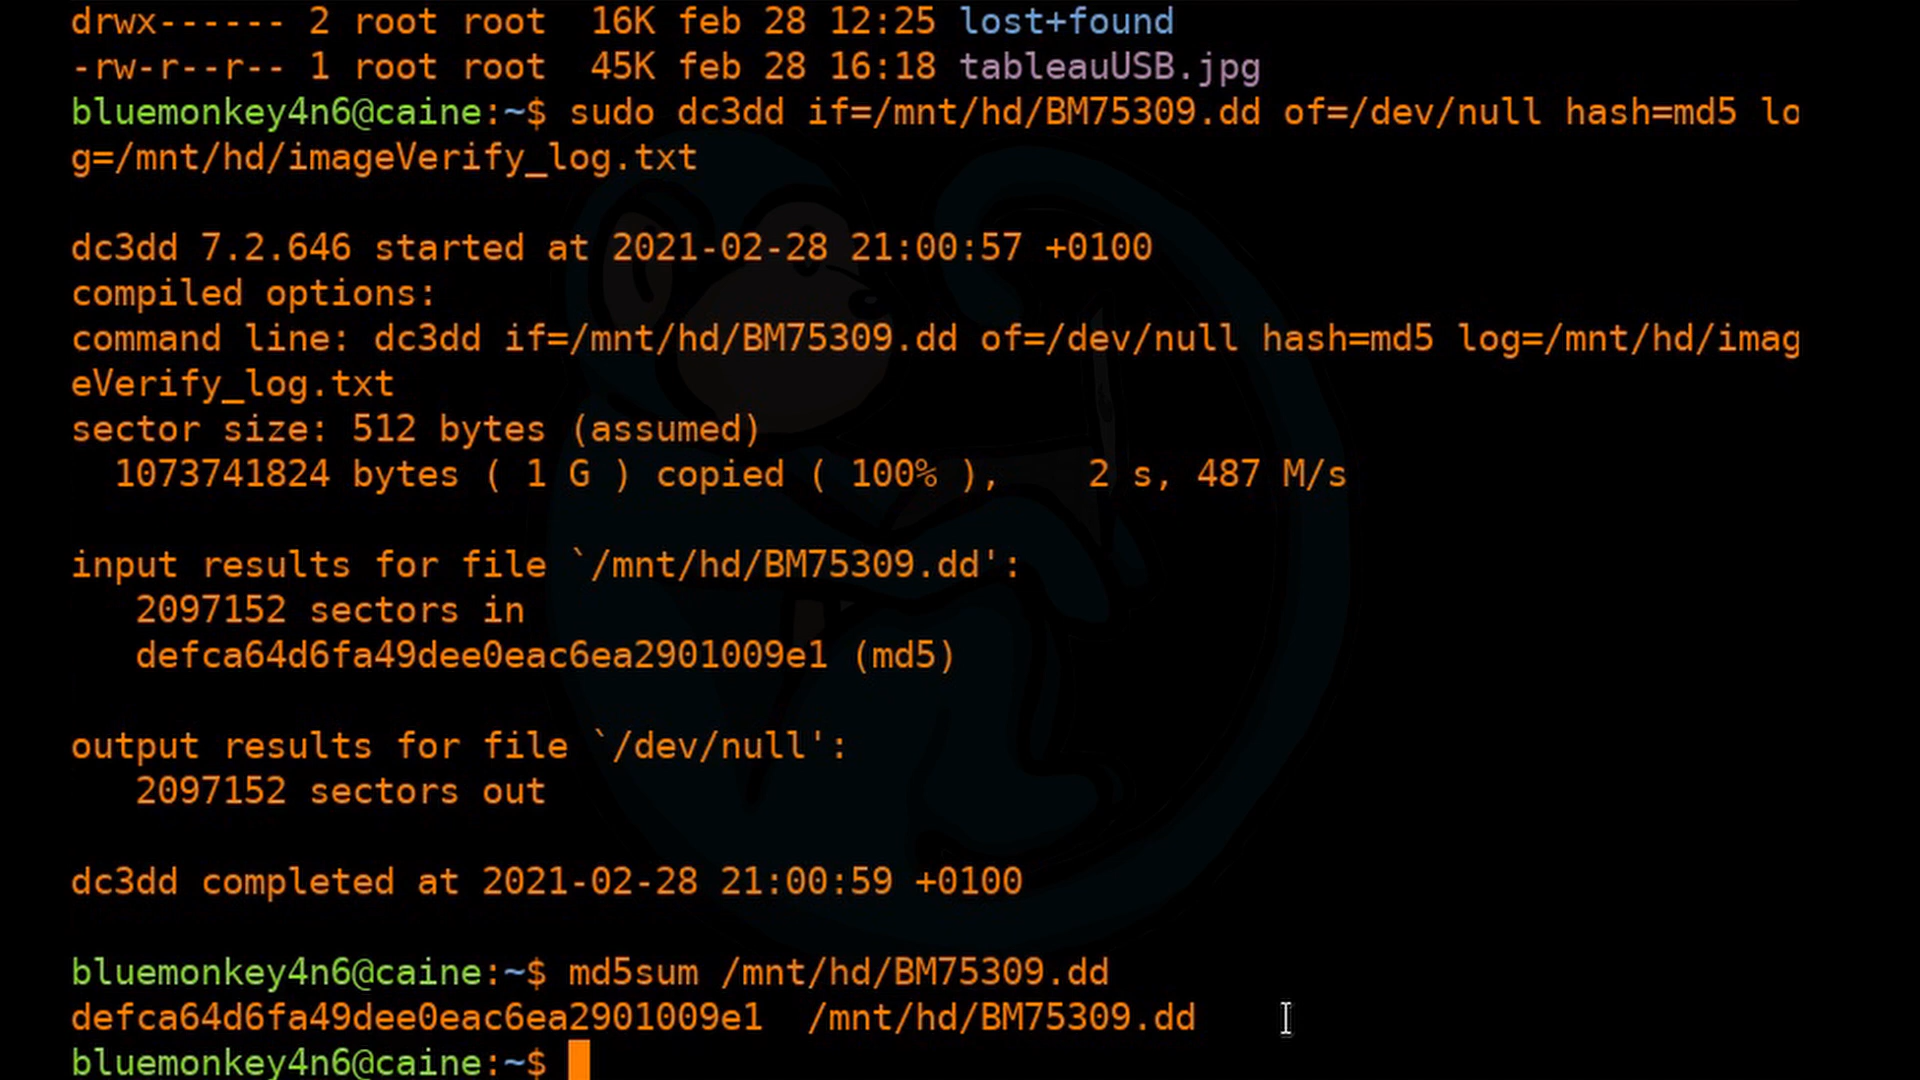 drwx------ 2 root root  16K feb 28 12:25 lost+found
-rw-r--r-- 1 root root  45K feb 28 16:18 tableauUSB.jpg
bluemonkey4n6@caine:~$ sudo dc3dd if=/mnt/hd/BM75309.dd of=/dev/null hash=md5 lo
g=/mnt/hd/imageVerify_log.txt
dc3dd 7.2.646 started at 2021-02-28 21:00:57 +0100
compiled options:
command line: dc3dd if=/mnt/hd/BM75309.dd of=/dev/null hash=md5 log=/mnt/hd/imag
eVerify_log.txt
sector size: 512 bytes (assumed)
  1073741824 bytes ( 1 G ) copied ( 100% ),    2 s, 487 M/s
input results for file `/mnt/hd/BM75309.dd':
   2097152 sectors in
   defca64d6fa49dee0eac6ea2901009e1 (md5)
output results for file `/dev/null':
   2097152 sectors out
dc3dd completed at 2021-02-28 21:00:59 +0100
bluemonkey4n6@caine:~$ md5sum /mnt/hd/BM75309.dd
defca64d6fa49dee0eac6ea2901009e1  /mnt/hd/BM75309.dd
bluemonkey4n6@caine:~$